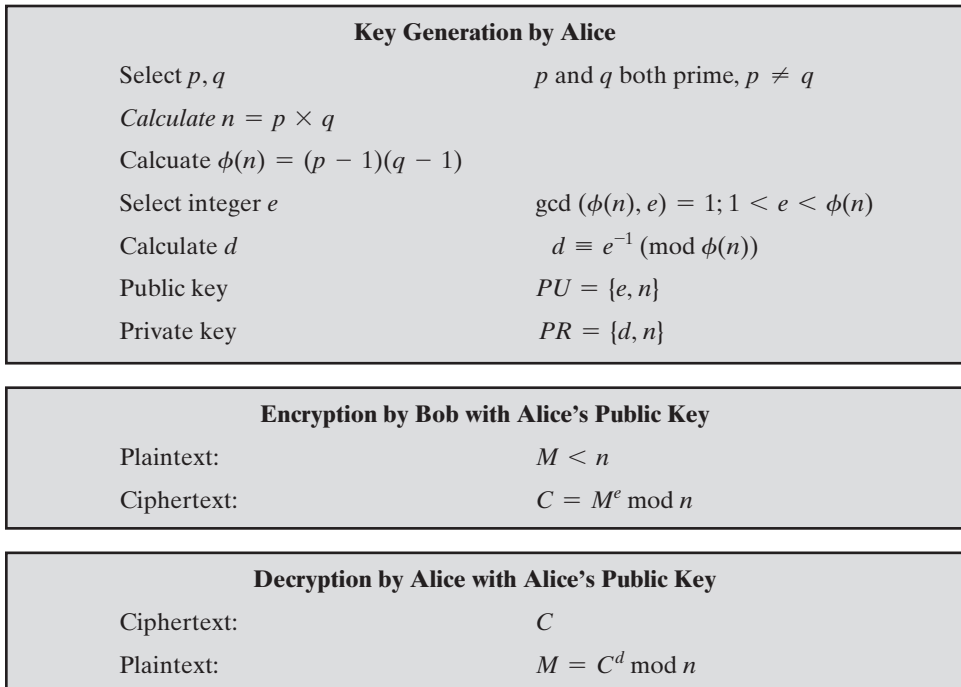 Key Generation by Alice
Select p, q p and q both prime, p ≠ q
Calculate n = p × q
Calcuate ϕ(n) = (p − 1)(q − 1)
Select integer e gcd (ϕ(n), e) = 1; 1 < e < ϕ(n)
Calculate d d ≡ e⁻¹ (mod ϕ(n))
Public key PU = {e, n}
Private key PR = {d, n}
Encryption by Bob with Alice’s Public Key
Plaintext: M < n
Ciphertext: C = Mᵉ mod n
Decryption by Alice with Alice’s Public Key
Ciphertext: C
Plaintext: M = Cᵈ mod n